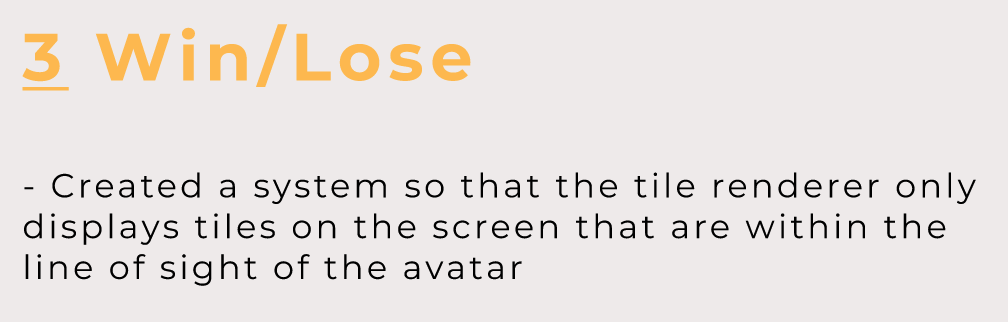 3 Win/Lose
- Created a system so that the tile renderer only
displays tiles on the screen that are within the
line of sight of the avatar